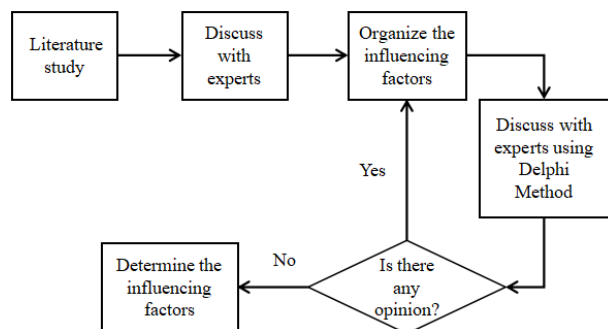 Literature
study
Discuss
with
experts
Organize the
influencing
factors
Discuss with
experts using
Delphi
Method
Yes
Is there
any
opinion?
No
Determine the
influencing
factors